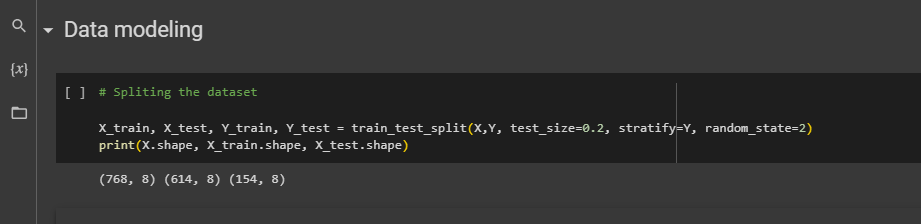 Data modeling
{x}
[ ] # Spliting the dataset
X_train, X_test, Y_train, Y_test = train_test_split(X,Y, test_size=0.2, stratify=Y, random_state=2)
print(X.shape, X_train.shape, X_test.shape)
(768, 8) (614, 8) (154, 8)